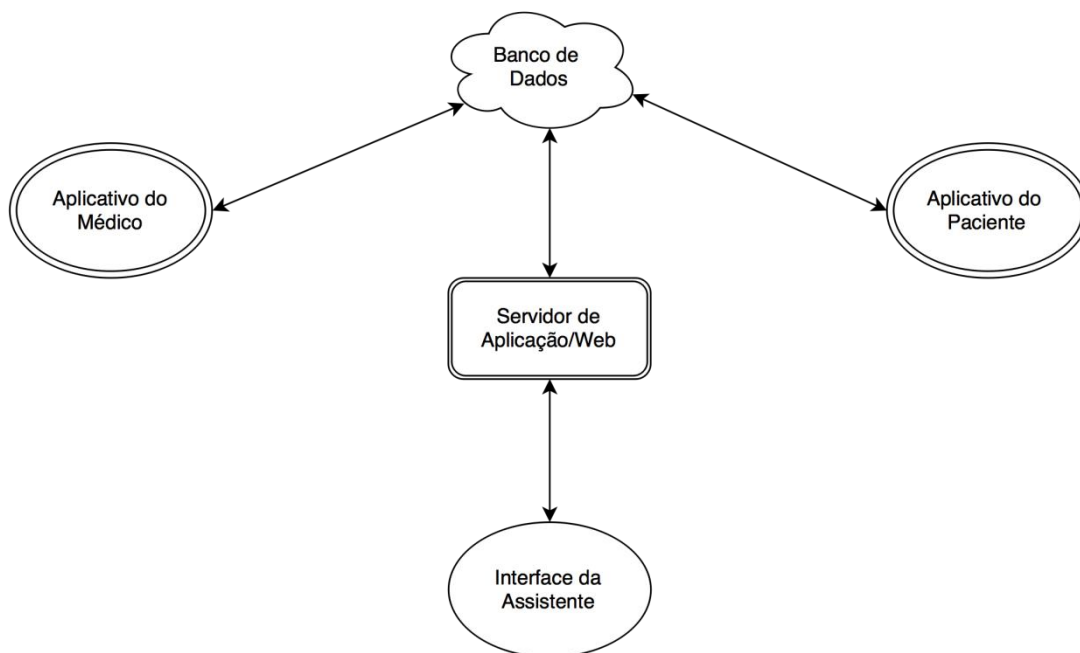 Banco de
Dados
Aplicativo do
Médico
Aplicativo do
Paciente
Servidor de
Aplicação/Web
Interface da
Assistente